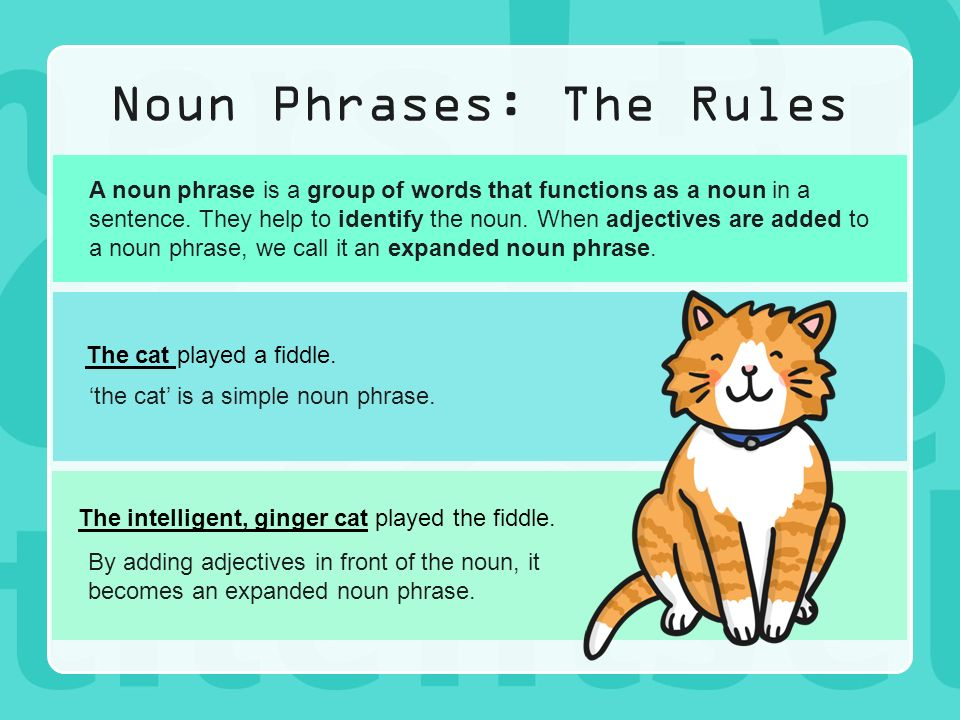 Noun Phrases: The Rules
A noun phrase is a group of words that functions as a noun in a
sentence. They help to identify the noun. When adjectives are added to
a noun phrase, we call it an expanded noun phrase.
The cat played a fiddle.
‘the cat’ is a simple noun phrase.
The intelligent, ginger cat played the fiddle.
By adding adjectives in front of the noun, it
becomes an expanded noun phrase.